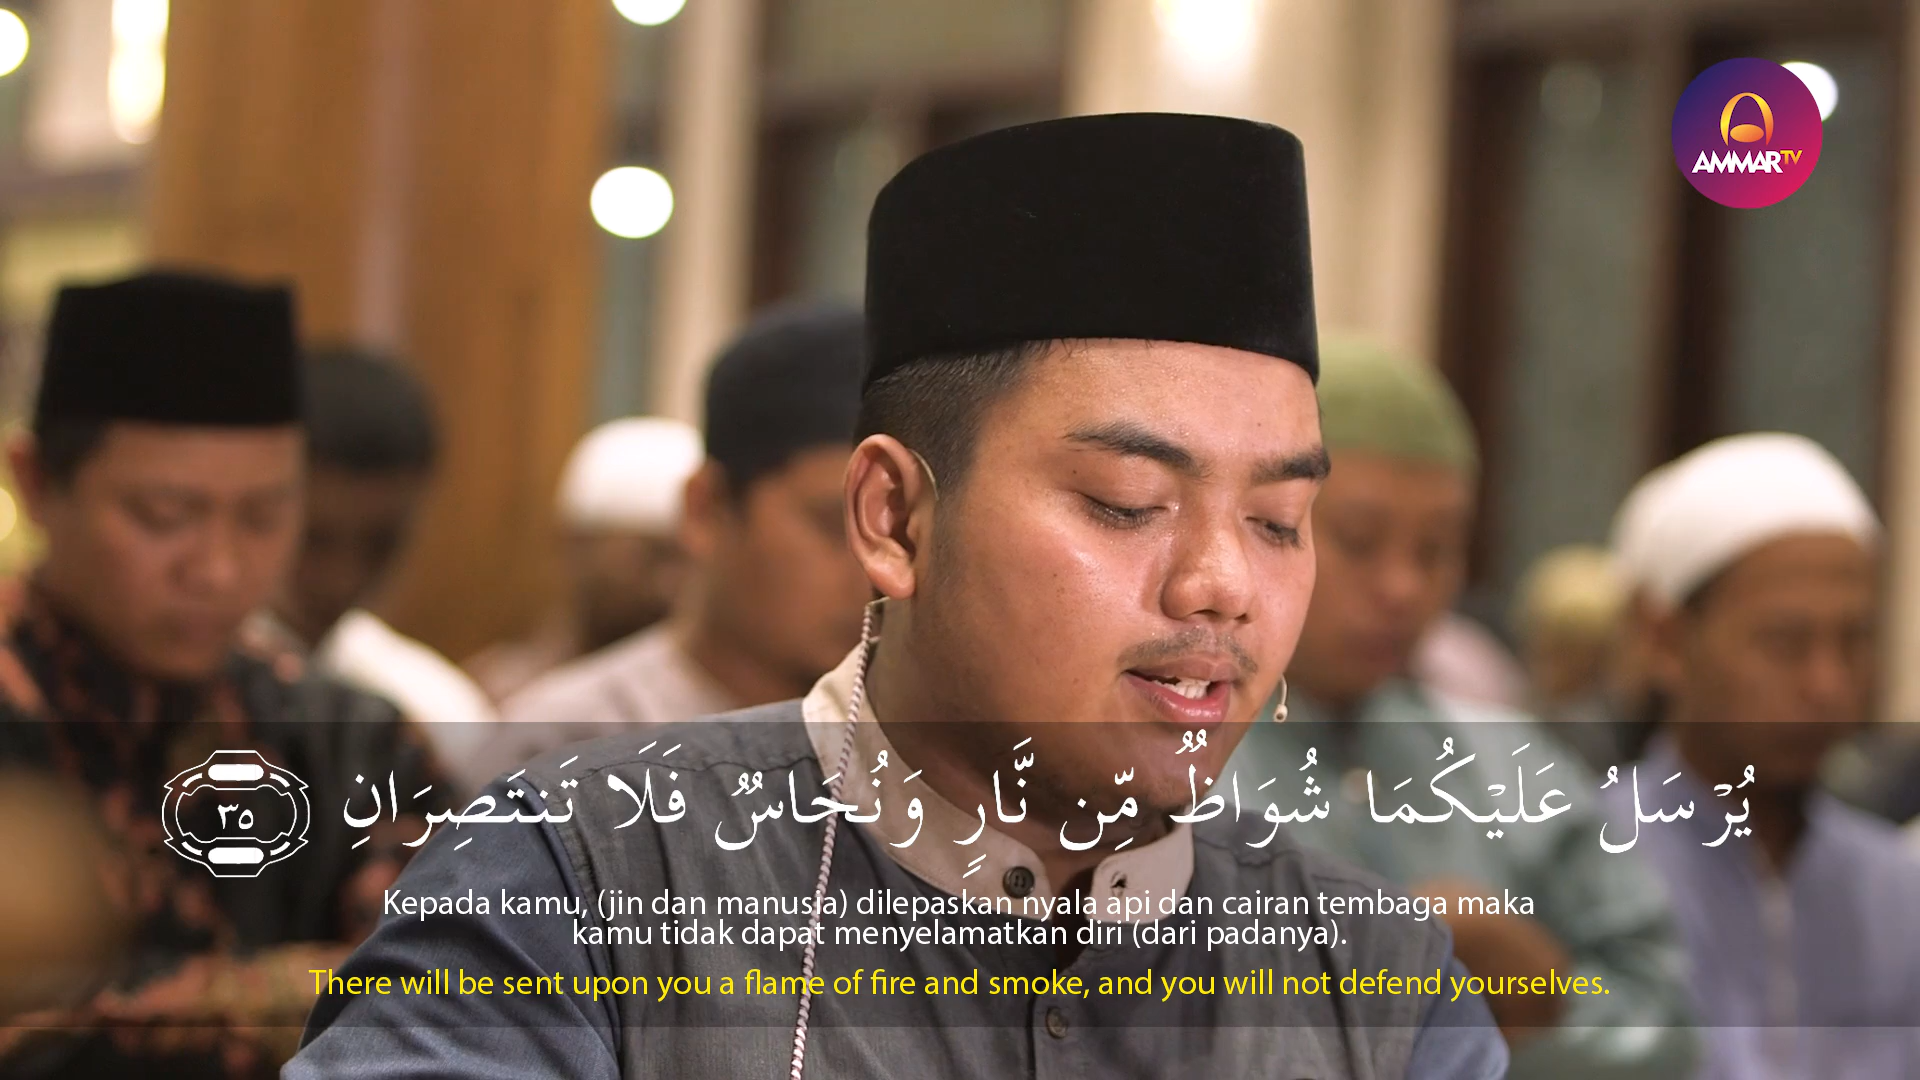 AMMARTV
يُرْسَلُ عَلَيْكُمَا شُوَاظٌ مِّن نَّارٍ وَنُحَاسٌ فَلَا تَنتَصِرَانِ ٣٥
Kepada kamu, (jin dan manusia) dilepaskan nyala api dan cairan tembaga maka
kamu tidak dapat menyelamatkan diri (dari padanya).
There will be sent upon you a flame of fire and smoke, and you will not defend yourselves.